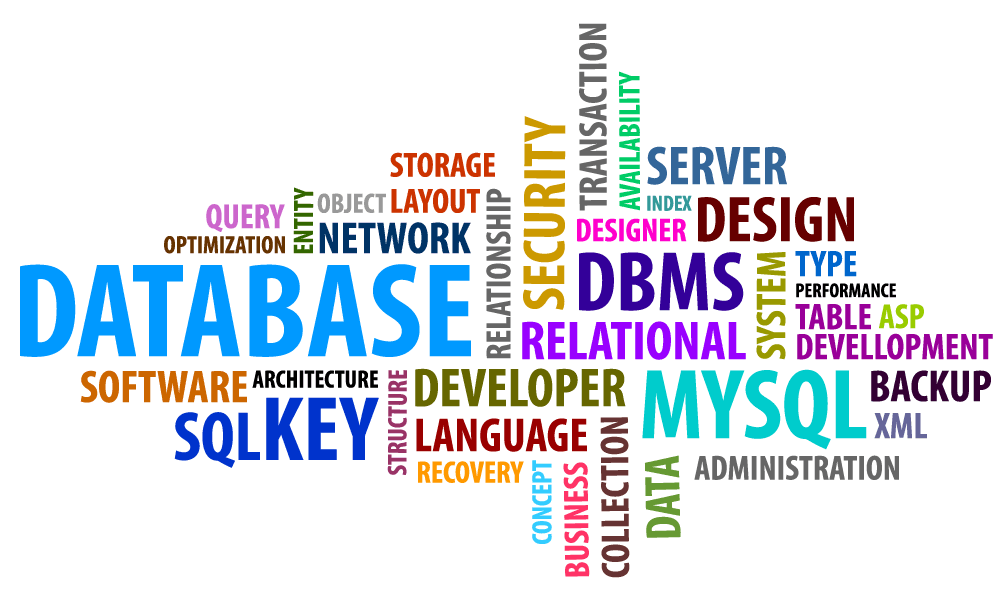 TRANSACTION
AVAILABILITY
SECURITY
STORAGE
SERVER
ENTITY
OBJECT
LAYOUT
RELATIONSHIP
INDEX
DESIGN
QUERY
DESIGNER
OPTIMIZATION
NETWORK
DATABASE
DBMS
SYSTEM
TYPE
PERFORMANCE
TABLE
ASP
RELATIONAL
DEVELLOPMENT
SOFTWARE
ARCHITECTURE
STRUCTURE
DEVELOPER
MYSQL
BACKUP
SQL
KEY
LANGUAGE
COLLECTION
XML
RECOVERY
CONCEPT
BUSINESS
DATA
ADMINISTRATION